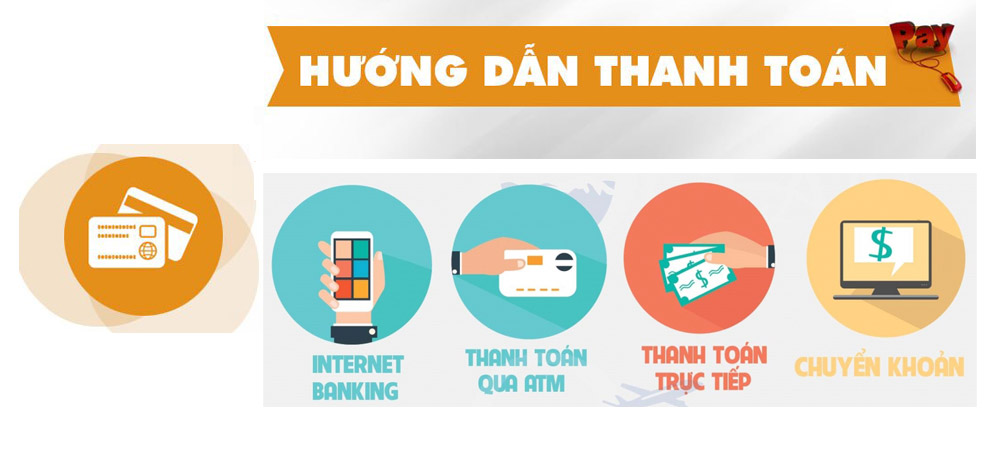 Pay
HƯỚNG DẪN THANH TOÁN
INTERNET
BANKING
THANH TOÁN
QUA ATM
THANH TOÁN
TRỰC TIẾP
CHUYỂN KHOẢN